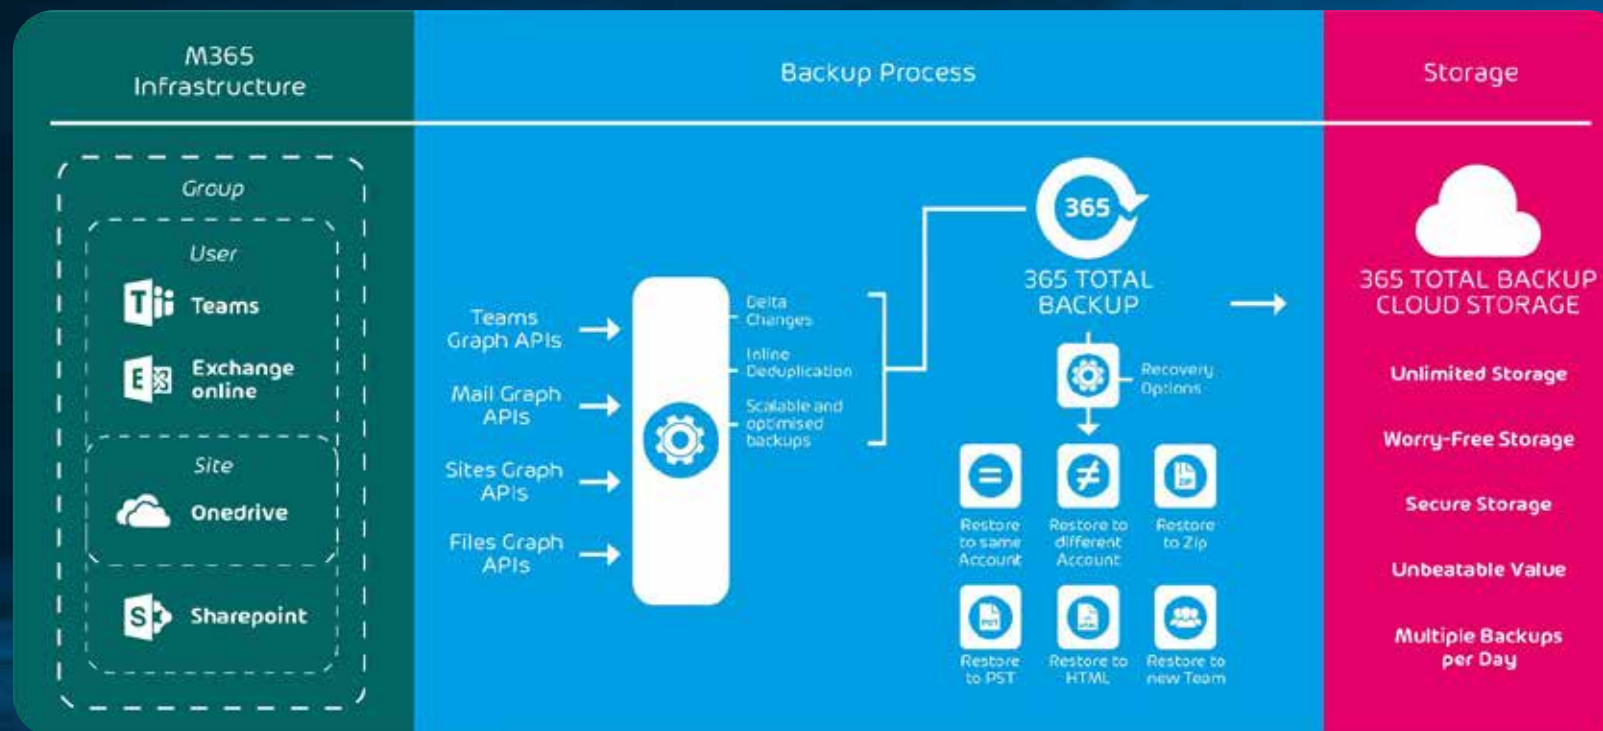 M365
Infrastructure
Backup Process
Storage
Group
User
Teams
Exchange
online
Site
Onedrive
Sharepoint
Teams
Graph APIs
Mail Graph
APIs
Sites Graph
APIs
Files Graph
APIs
Delta
Changes
Inline
Deduplication
Scalable and
optimised
backups
365
365 TOTAL
BACKUP
Recovery
Options
Restore
to same
Account
Restore to
different
Account
ZIP
Restore
to Zip
PST
Restore
to PST
HTML
Restore to
HTML
Restore to
new Team
365 TOTAL BACKUP
CLOUD STORAGE
Unlimited Storage
Worry-Free Storage
Secure Storage
Unbeatable Value
Multiple Backups
per Day